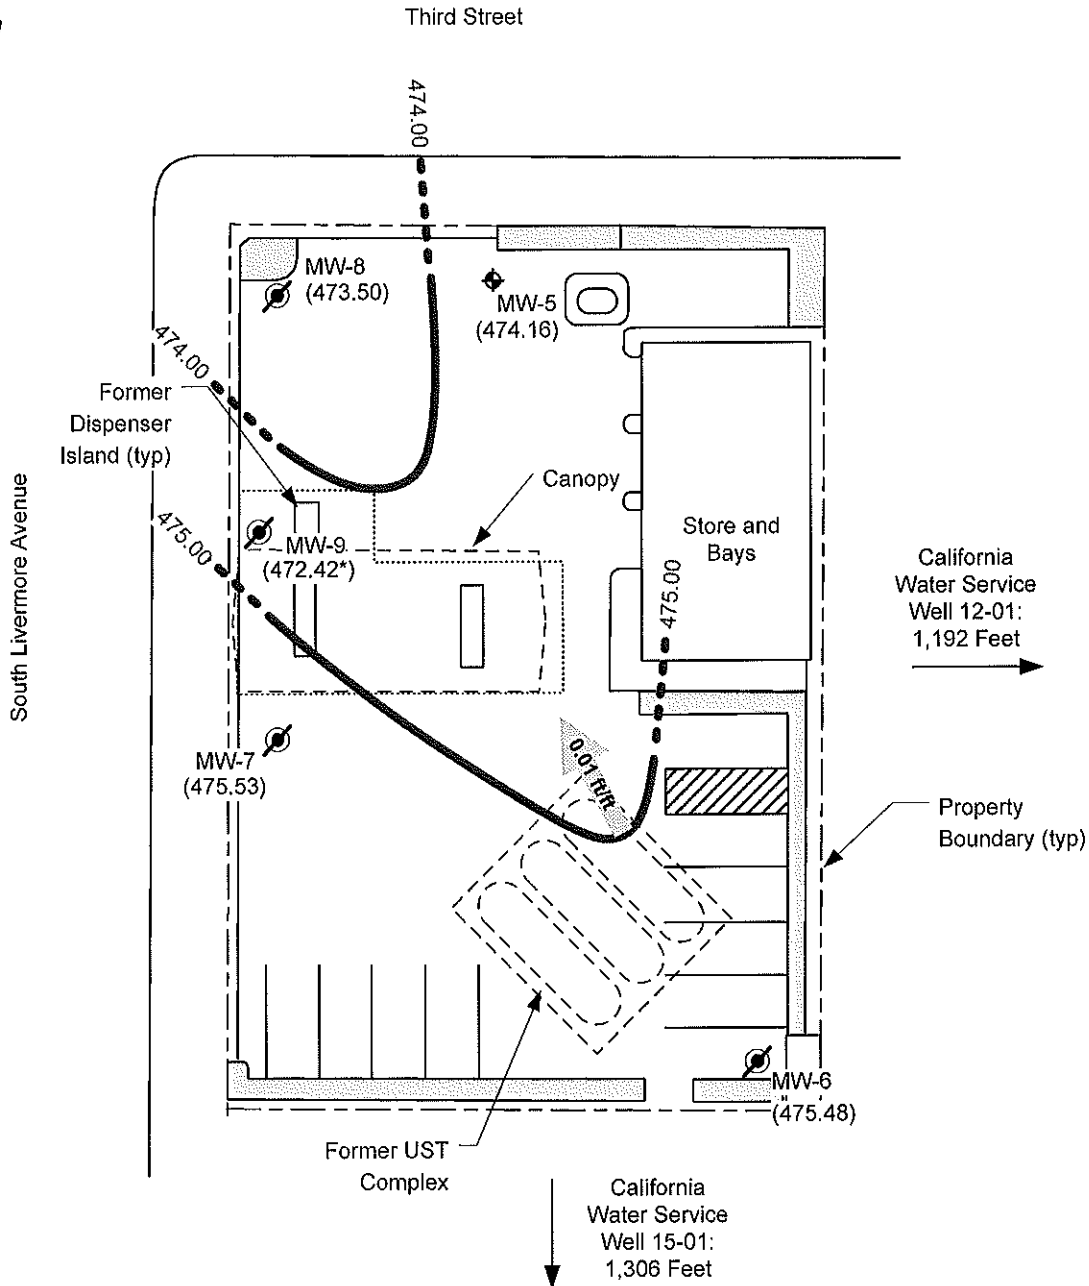 Third Street
474.00
MW-8
(473.50)
MW-5
(474.16)
474.00
Former
Dispenser
Island (typ)
Canopy
475.00
MW-9
(472.42*)
Store and
Bays
475.00
South Livermore Avenue
California
Water Service
Well 12-01:
1,192 Feet
MW-7
(475.53)
0.01 ft/ft
Property
Boundary (typ)
MW-6
(475.48)
Former UST
Complex
California
Water Service
Well 15-01:
1,306 Feet